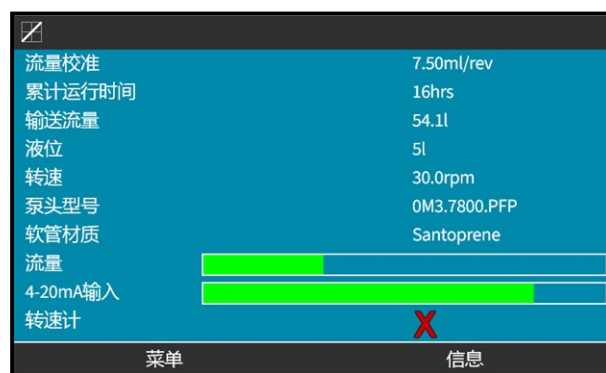 流量校准 7.50ml/rev
累计运行时间 16hrs
输送流量 54.1l
液位 5l
转速 30.0rpm
泵头型号 0M3.7800.PFP
软管材质 Santoprene
流量
4-20mA输入
转速计
菜单 信息